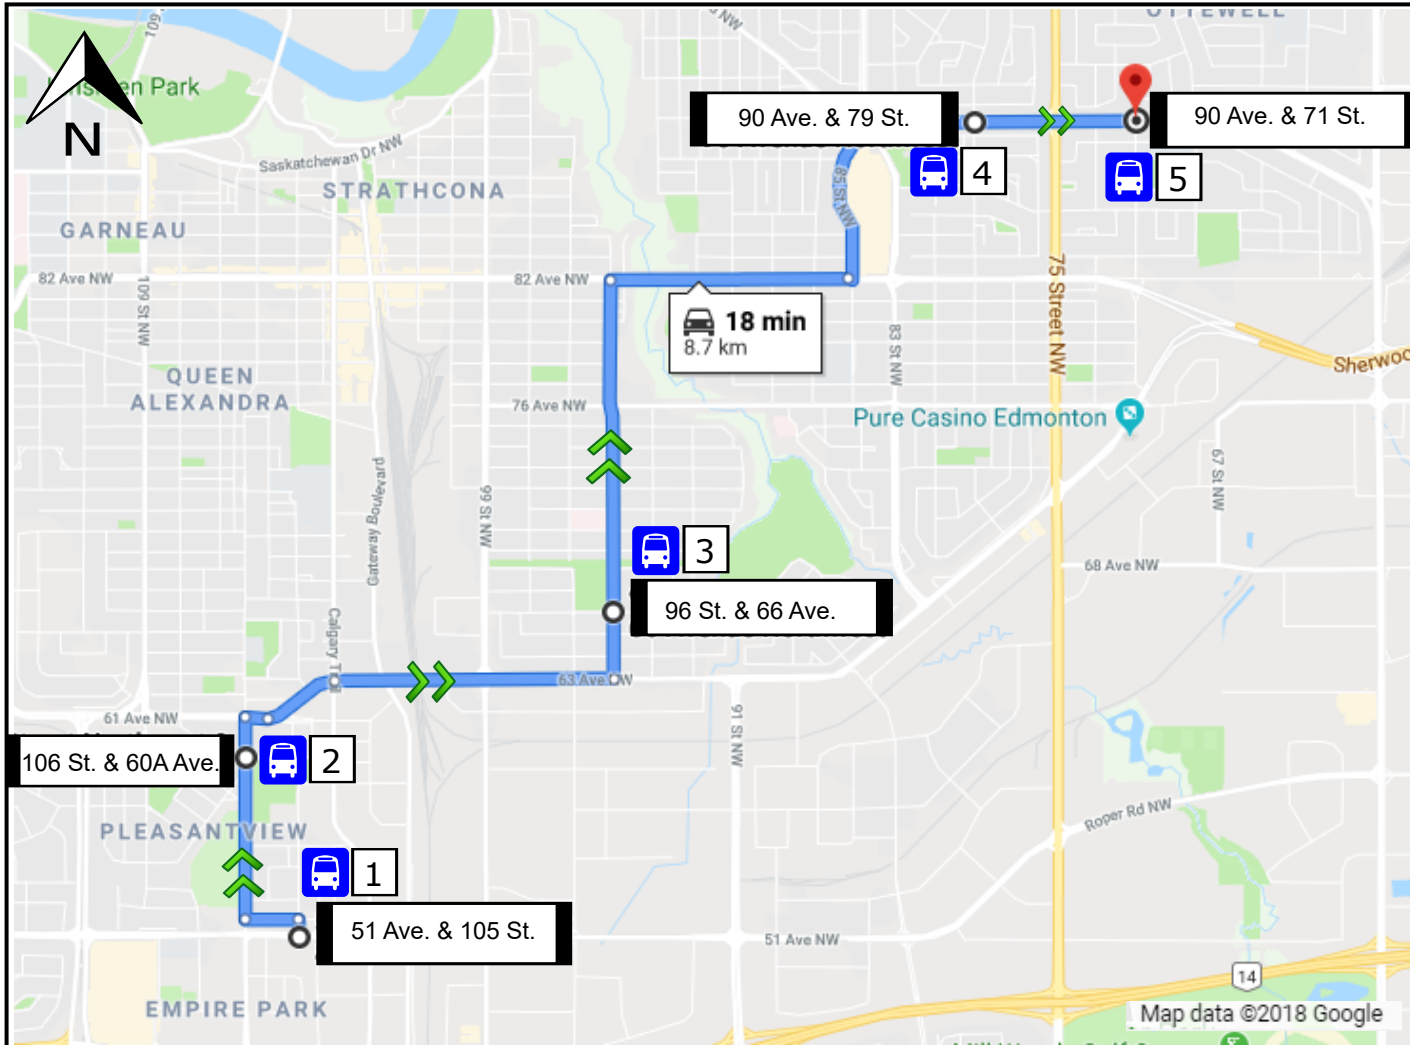 OTTEWELL
109
NW
Park
N
90 Ave. & 79 St.
90 Ave. & 71 St.
4
5
Saskatchewan Dr NW
STRATHCONA
85 St NW
GARNEAU
82 Ave NW
82 Ave NW
109 St NW
75 Street NW
18 min
8.7 km
83 St NW
Sherwoo
QUEEN
ALEXANDRA
76 Ave NW
Pure Casino Edmonton
Gateway Boulevard
99 St NW
67 St NW
3
68 Ave NW
96 St. & 66 Ave.
Calgary
63 Ave NW
61 Ave NW
91 St NW
106 St. & 60A Ave.
2
Roper Rd NW
PLEASANTVIEW
1
51 Ave. & 105 St.
51 Ave NW
14
EMPIRE PARK
Map data ©2018 Google